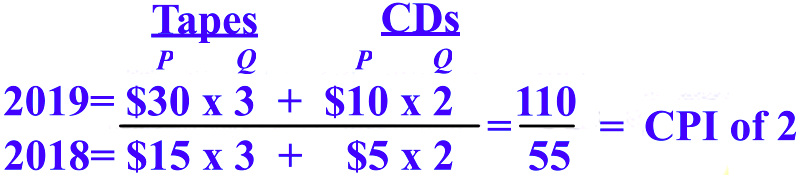 Tapes CDs
P Q P Q
2019= $30 x 3 + $10 x 2 = 110 = CPI of 2
2018= $15 x 3 + $5 x 2 55